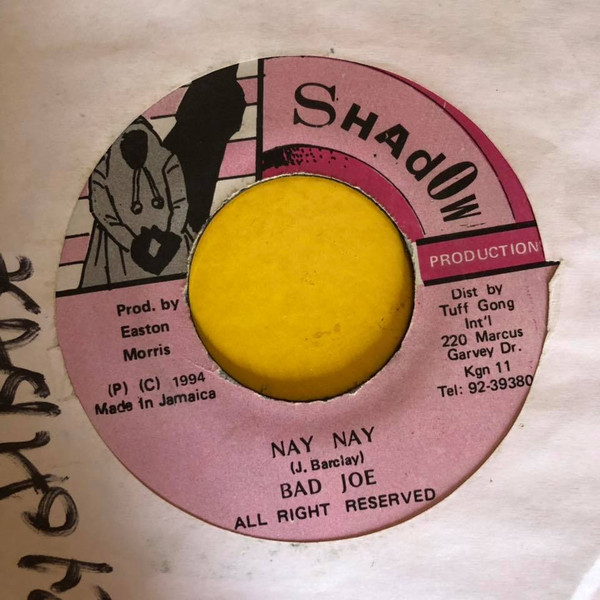 SHAdOW
PRODUCTION
Prod. by
Easton
Morris
(P) (C) 1994
Made In Jamaica
Dist by
Tuff Gong
Int'l
220 Marcus
Garvey Dr.
Kgn 11
Tel: 92-39380
NAY NAY
(J. Barclay)
BAD JOE
ALL RIGHT RESERVED